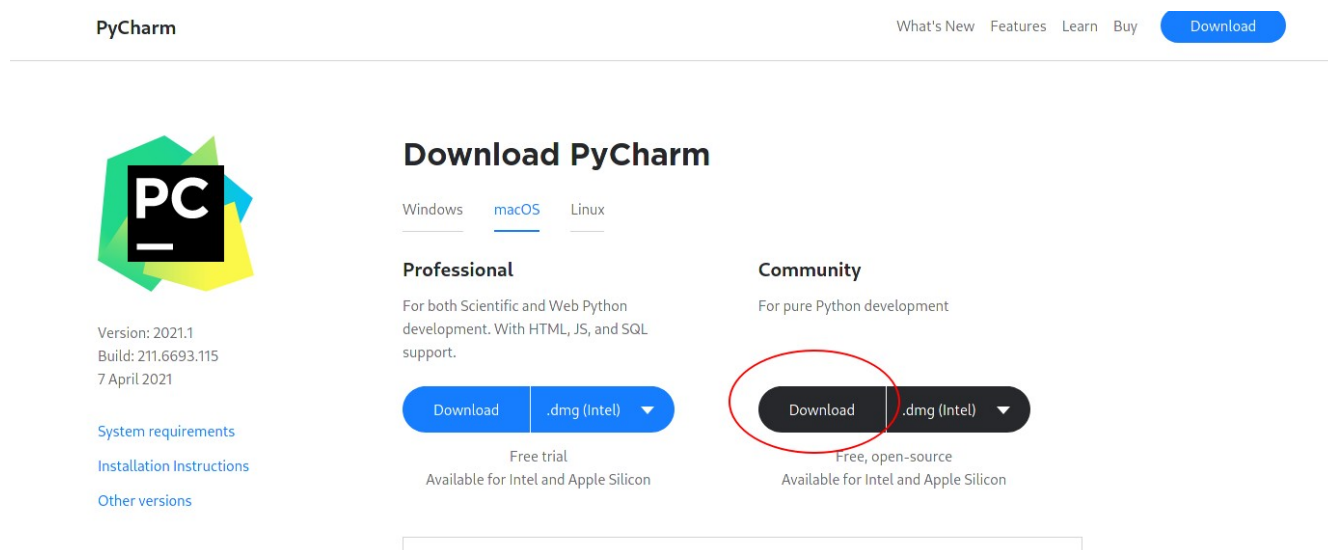 PyCharm
What's New Features Learn Buy Download
PC
Download PyCharm
Windows macOS Linux
Professional
For both Scientific and Web Python
development. With HTML, JS, and SQL
support.
Download .dmg (Intel)
Free trial
Available for Intel and Apple Silicon
Community
For pure Python development
Download .dmg (Intel)
Free, open-source
Available for Intel and Apple Silicon
Version: 2021.1
Build: 211.6693.115
7 April 2021
System requirements
Installation Instructions
Other versions